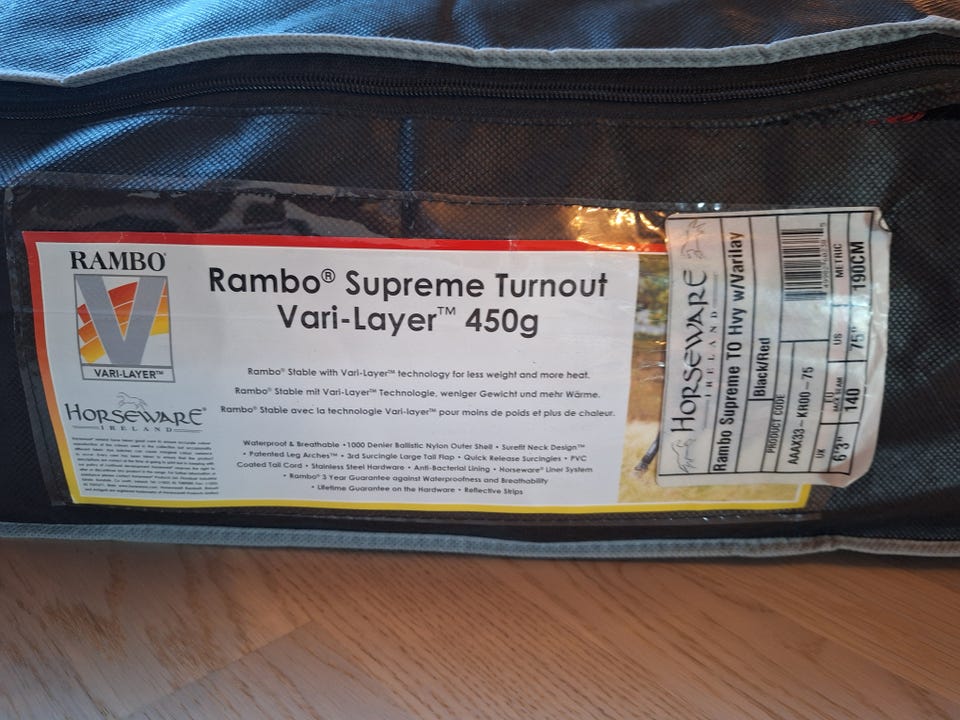 RAMBO®
VARI-LAYER™
HORSEWARE®
IRELAND
Rambo® Supreme Turnout
Vari-Layer™ 450g
Rambo® Stable with Vari-Layer™ technology for less weight and more heat.
Rambo® Stable mit Vari-Layer™ Technologie, weniger Gewicht und mehr Wärme.
Rambo® Stable avec la technologie Vari-layer™ pour moins de poids et plus de chaleur.
Waterproof & Breathable • 1000 Denier Ballistic Nylon Outer Shell • Surefit Neck Design™
• Patented Leg Arches™ • 3rd Surcingle Large Tail Flap • Quick Release Surcingles • PVC
Coated Tail Cord • Stainless Steel Hardware • Anti-Bacterial Lining • Horseware® Liner System
• Rambo® 3 Year Guarantee against Waterproofness and Breathability
• Lifetime Guarantee on the Hardware • Reflective Strips
HORSEWARE
IRELAND
Rambo Supreme TO Hvy w/Varilay
Black/Red
PRODUCT CODE
AAAX33-KR00-75
UK EU BACK SEAM US METRIC
6'3" 140 75" 190CM